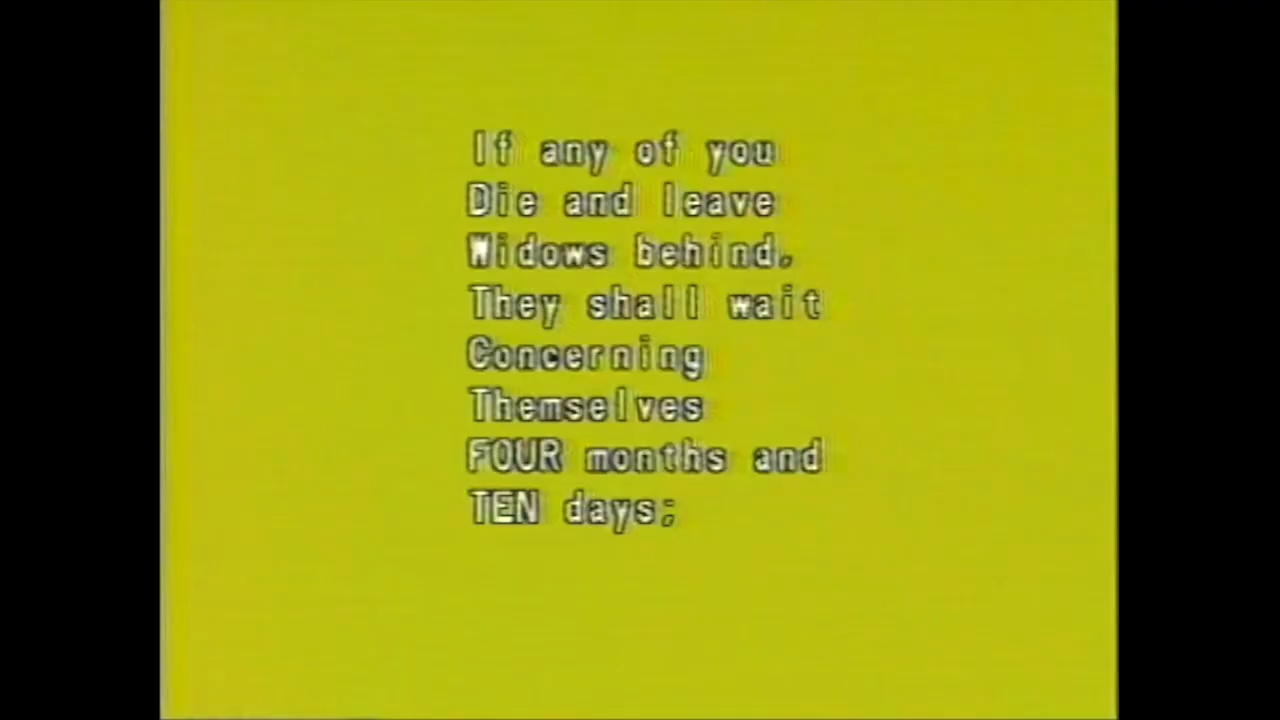 If any of you
Die and leave
Widows behind,
They shall wait
Concerning
Themselves
FOUR months and
TEN days;